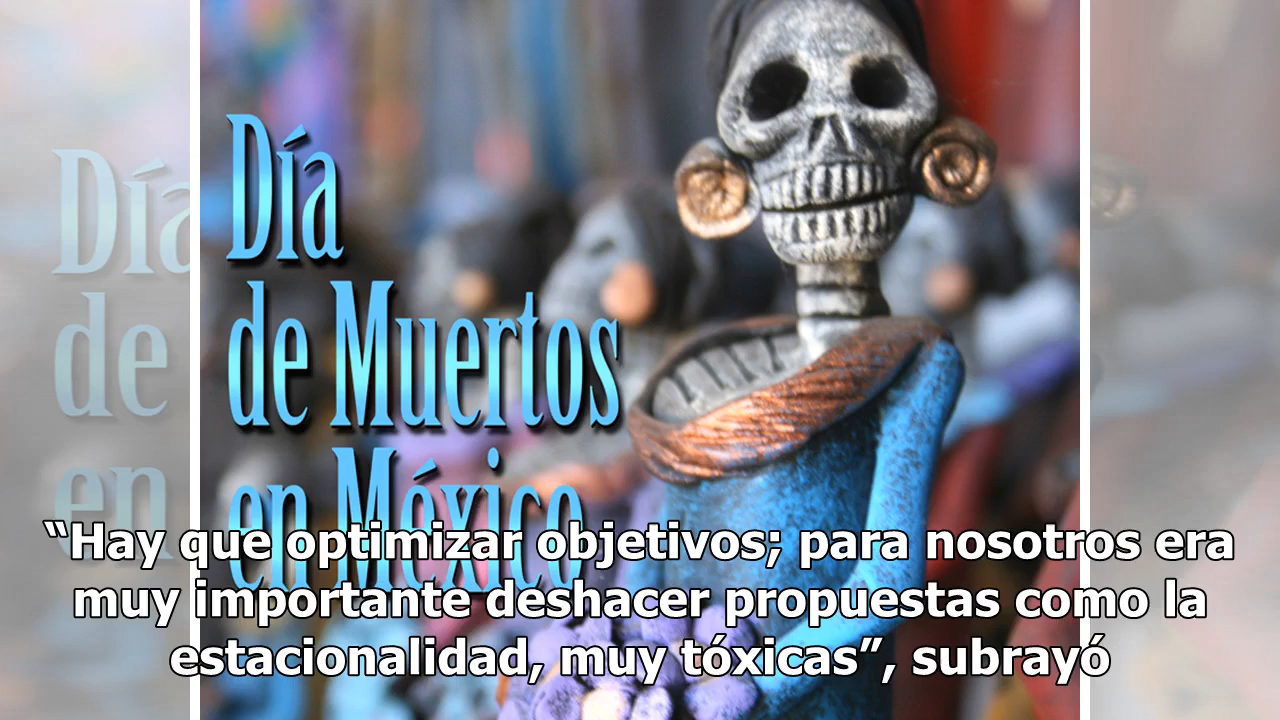 Día
de Muertos
en México
“Hay que optimizar objetivos; para nosotros era
muy importante deshacer propuestas como la
estacionalidad, muy tóxicas”, subrayó